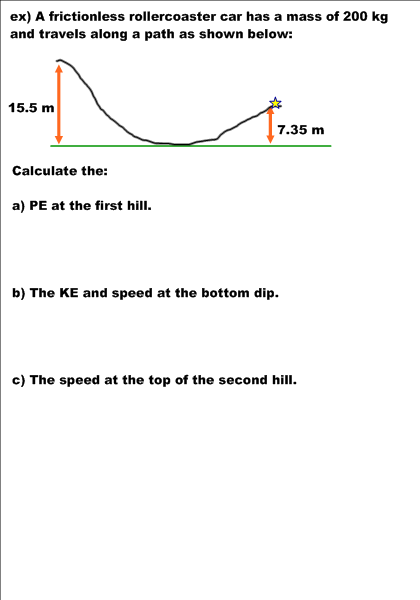 ex) A frictionless rollercoaster car has a mass of 200 kg
and travels along a path as shown below:
15.5 m
7.35 m
Calculate the:
a) PE at the first hill.
b) The KE and speed at the bottom dip.
c) The speed at the top of the second hill.